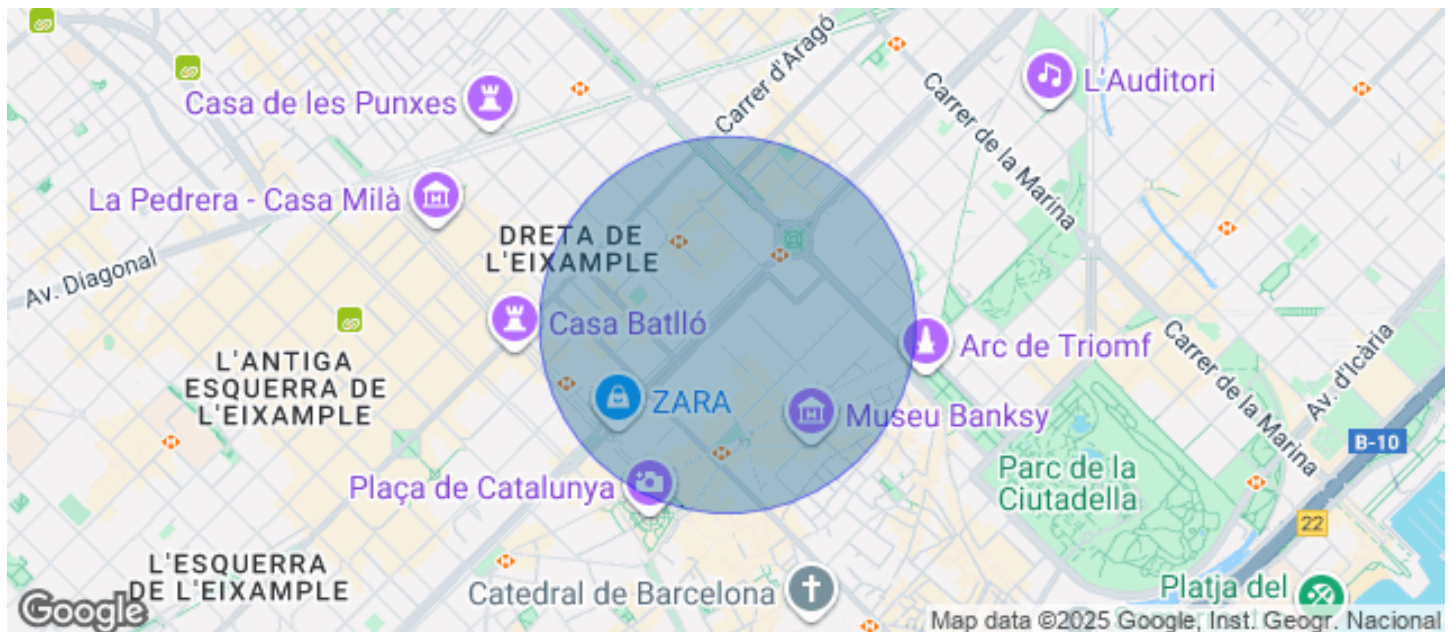 Carrer d'Aragó
L'Auditori
Casa de les Punxes
Carrer de la Marina
La Pedrera - Casa Milà
DRETA DE
L'EIXAMPLE
Av. Diagonal
Casa Batlló
Arc de Triomf
L'ANTIGA
ESQUERRA DE
L'EIXAMPLE
ZARA
Museu Banksy
Carrer de la Marina
Av. d'Icària
B-10
Plaça de Catalunya
Parc de la
Ciutadella
22
L'ESQUERRA
DE L'EIXAMPLE
Catedral de Barcelona
Platja del
Google
Map data ©2025 Google, Inst. Geogr. Nacional